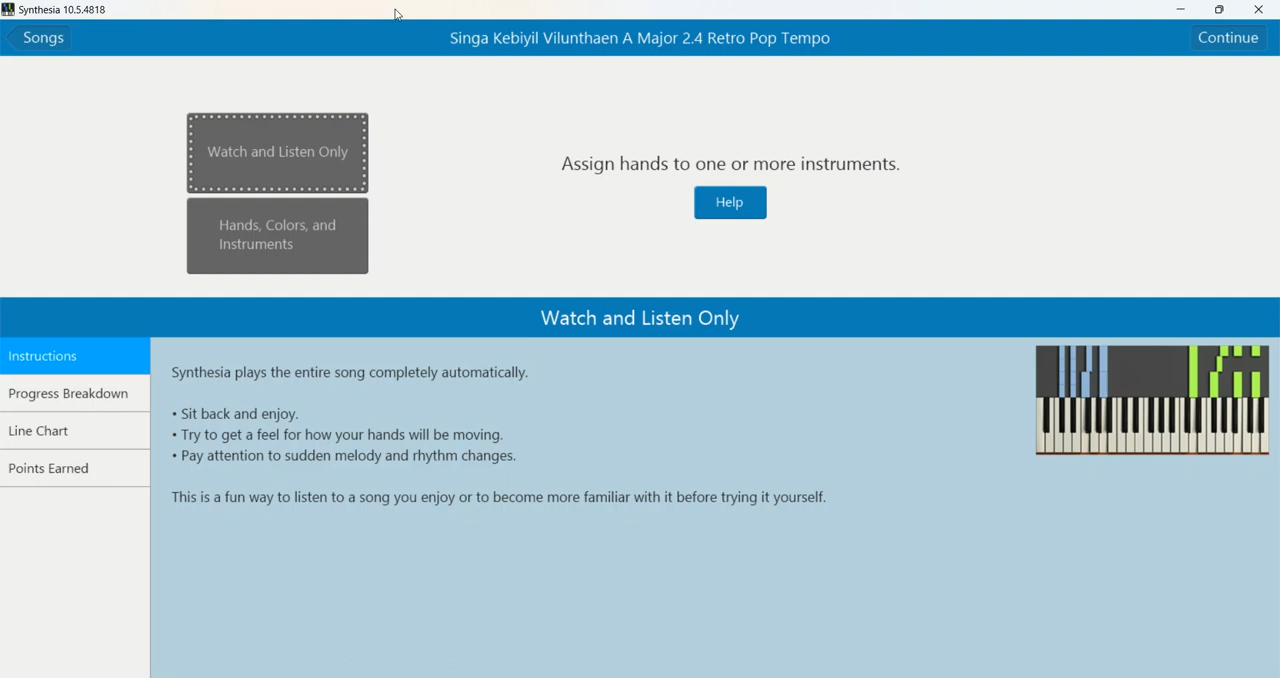 Synthesia 10.5.4818
Songs
Singa Kebiyil Vilunthaen A Major 2.4 Retro Pop Tempo
Continue
Watch and Listen Only
Hands, Colors, and
Instruments
Assign hands to one or more instruments.
Help
Watch and Listen Only
Instructions
Progress Breakdown
Line Chart
Points Earned
Synthesia plays the entire song completely automatically.
• Sit back and enjoy.
• Try to get a feel for how your hands will be moving.
• Pay attention to sudden melody and rhythm changes.
This is a fun way to listen to a song you enjoy or to become more familiar with it before trying it yourself.